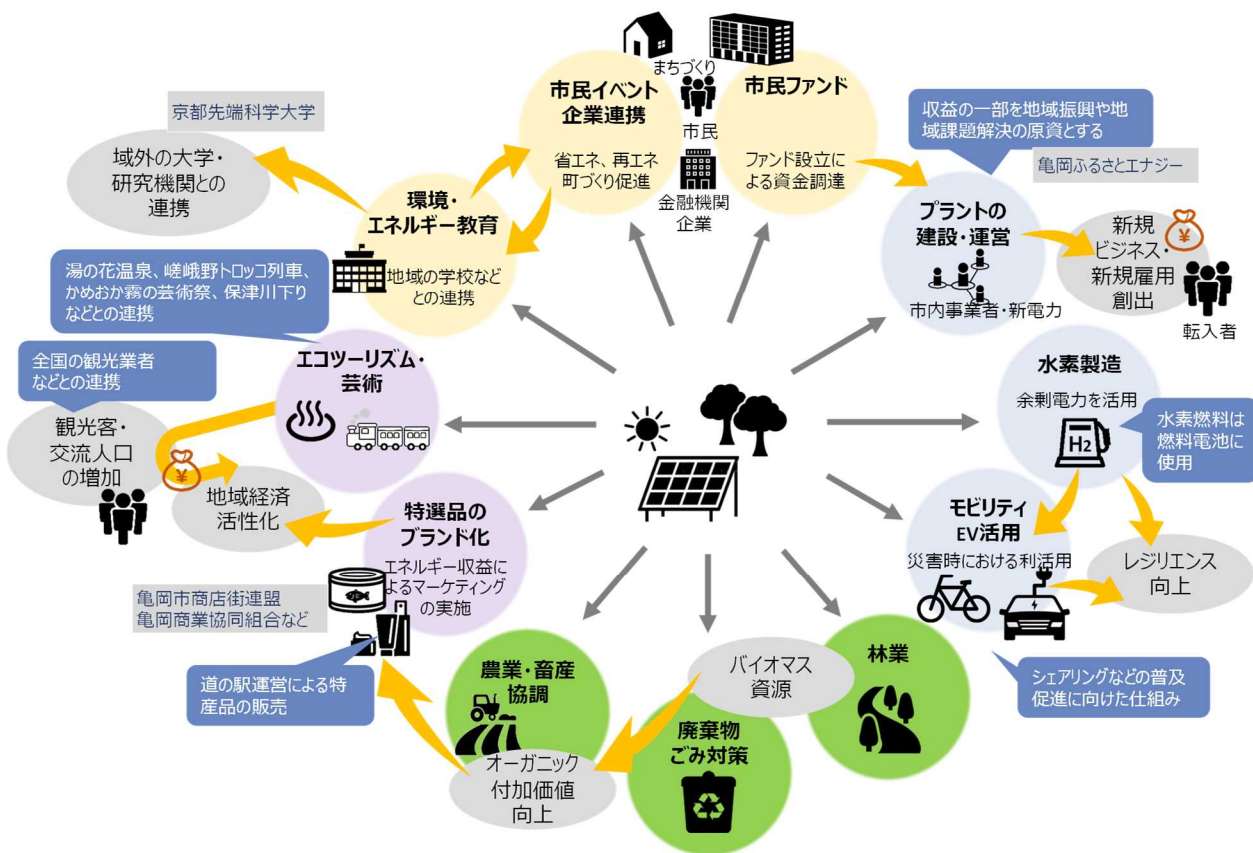 まちづくり
市民イベント
企業連携
省エネ、再エネ
町づくり促進
市民
金融機関
企業
市民ファンド
ファンド設立に
よる資金調達
収益の一部を地域振興や地
域課題解決の原資とする
亀岡ふるさとエナジー
プラントの
建設・運営
市内事業者・新電力
新規
ビジネス・
新規雇用
創出
¥
転入者
京都先端科学大学
域外の大学・
研究機関との
連携
環境・
エネルギー教育
地域の学校など
との連携
湯の花温泉、嵯峨野トロッコ列車、
かめおか霧の芸術祭、保津川下り
などとの連携
エコツーリズム・
芸術
全国の観光業者
などとの連携
観光客・
交流人口
の増加
¥
地域経済
活性化
水素製造
余剰電力を活用
H2
水素燃料は
燃料電池に
使用
モビリティ
EV活用
災害時における利活用
レジリエンス
向上
シェアリングなどの普及
促進に向けた仕組み
特選品の
ブランド化
エネルギー収益に
よるマーケティング
の実施
亀岡市商店街連盟
亀岡商業協同組合など
道の駅運営による特
産品の販売
農業・畜産
協調
オーガニック
付加価値
向上
バイオマス
資源
廃棄物
ごみ対策
林業